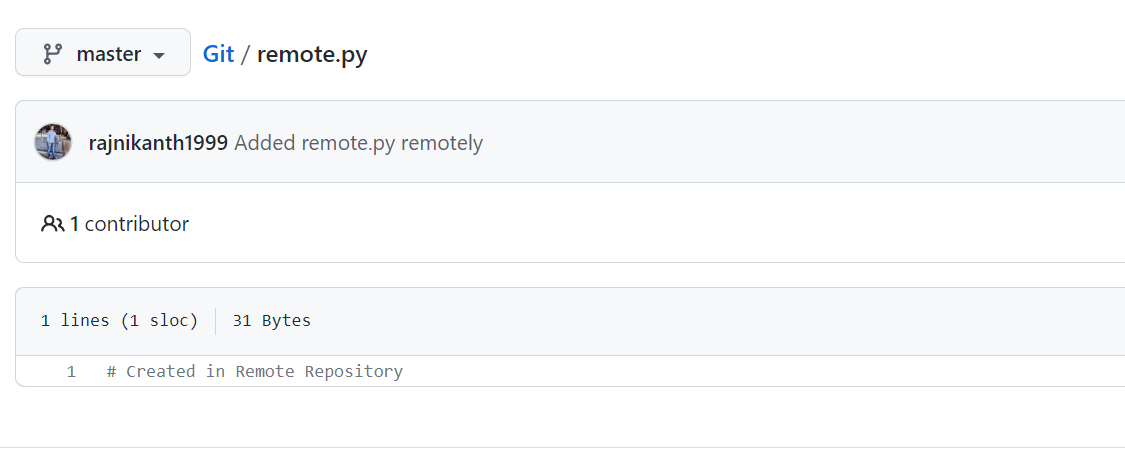 master Git / remote.py
rajnikanth1999 Added remote.py remotely
1 contributor
1 lines (1 sloc) 31 Bytes
1 # Created in Remote Repository